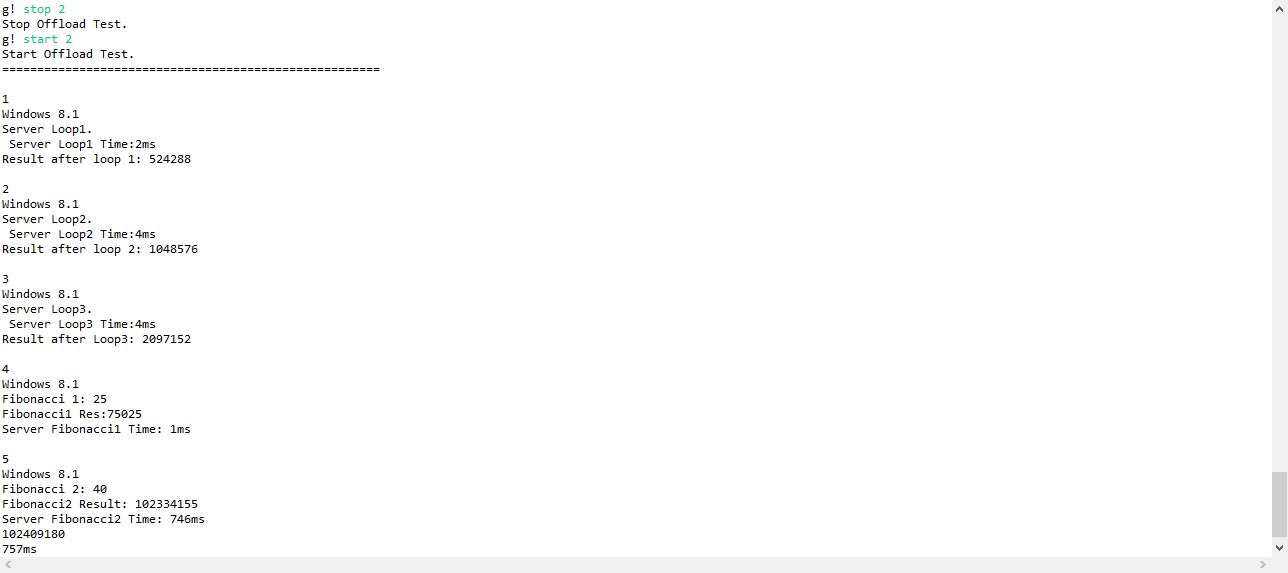 g! stop 2
Stop Offload Test.
g! start 2
Start Offload Test.
======================================================
1
Windows 8.1
Server Loop1.
Server Loop1 Time:2ms
Result after loop 1: 524288
2
Windows 8.1
Server Loop2.
Server Loop2 Time:4ms
Result after loop 2: 1048576
3
Windows 8.1
Server Loop3.
Server Loop3 Time:4ms
Result after Loop3: 2097152
4
Windows 8.1
Fibonacci 1: 25
Fibonacci1 Res:75025
Server Fibonacci1 Time: 1ms
5
Windows 8.1
Fibonacci 2: 40
Fibonacci2 Result: 102334155
Server Fibonacci2 Time: 746ms
102409180
757ms